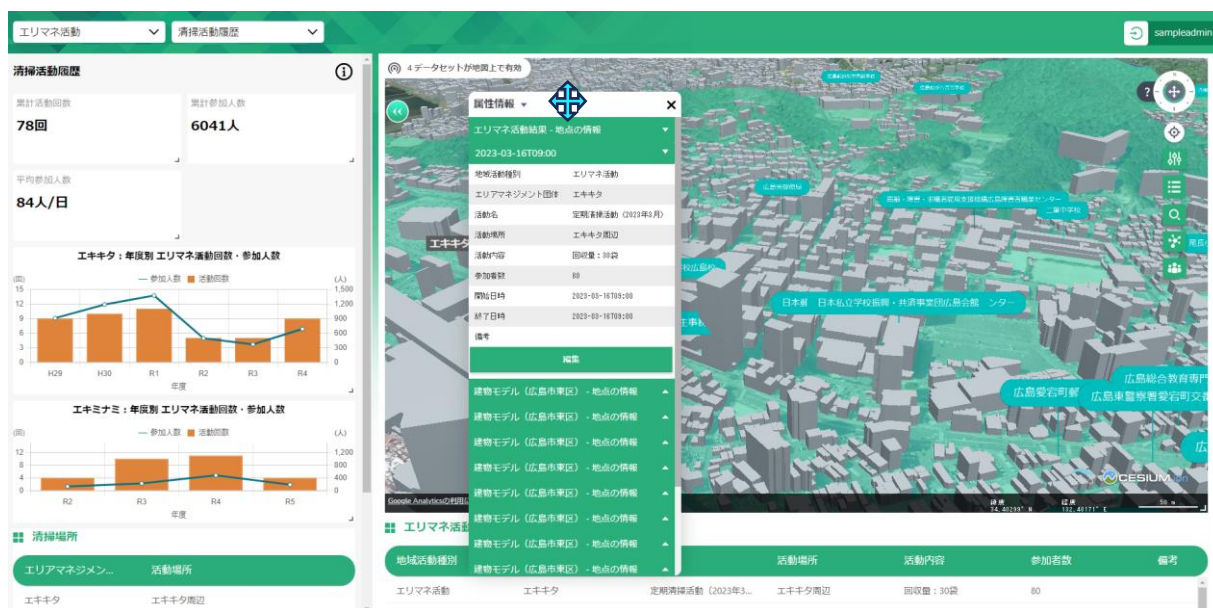 エリマネ活動
清掃活動履歴
sampleadmin
清掃活動履歴
累計活動回数
78回
累計参加人数
6041人
平均参加人数
84人/日
エキキタ：年度別 エリマネ活動回数・参加人数
(回)
参加人数
活動回数
(人)
15
12
9
6
3
0
1,500
1,200
900
600
300
0
H29
H30
R1
R2
R3
R4
年度
エキミナミ：年度別 エリマネ活動回数・参加人数
(回)
参加人数
活動回数
(人)
12
8
4
0
1,200
800
400
0
R2
R3
R4
R5
年度
清掃場所
エリアマネジメン...
活動場所
エキキタ
エキキタ周辺
4 データセットが地図上で有効
属性情報
エリマネ活動結果 - 地点の情報
2023-03-16T09:00
地域活動種別 エリマネ活動
エリアマネジメント団体 エキキタ
活動名 定期清掃活動（2023年3月）
活動場所 エキキタ周辺
活動内容 回収量：30袋
参加者数 80
開始日時 2023-03-16T09:00
終了日時 2023-03-16T09:00
備考
編集
建物モデル（広島市東区）- 地点の情報
建物モデル（広島市東区）- 地点の情報
建物モデル（広島市東区）- 地点の情報
建物モデル（広島市東区）- 地点の情報
建物モデル（広島市東区）- 地点の情報
建物モデル（広島市東区）- 地点の情報
建物モデル（広島市東区）- 地点の情報
建物モデル（広島市東区）- 地点の情報
エキキタ
?
二葉中学校
日本私立学校振興・共済事業団広島会館
広島総合教育専門
広島愛宕町郵
広島東警察署愛宕町交番
CESIUM ion
Google Analyticsの利用に
緯度
34.40299° N
経度
132.48171° E
50 m
エリマネ活動
地域活動種別
活動場所
活動内容
参加者数
備考
エリマネ活動
エキキタ
定期清掃活動（2023年3...
エキキタ周辺
回収量：30袋
80